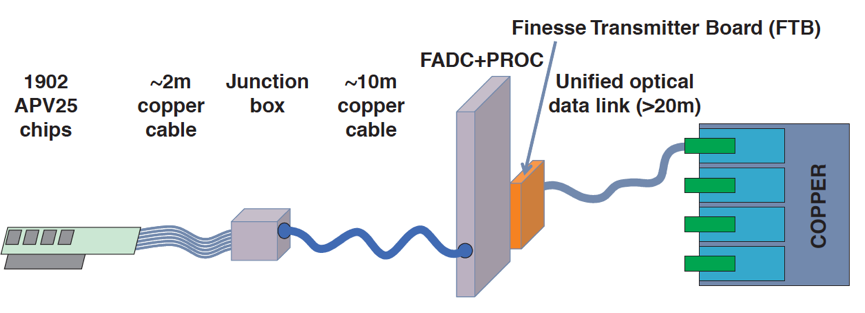 Finesse Transmitter Board (FTB)
FADC+PROC
1902
APV25
chips
~2m
copper
cable
Junction
box
~10m
copper
cable
Unified optical
data link (>20m)
COPPER